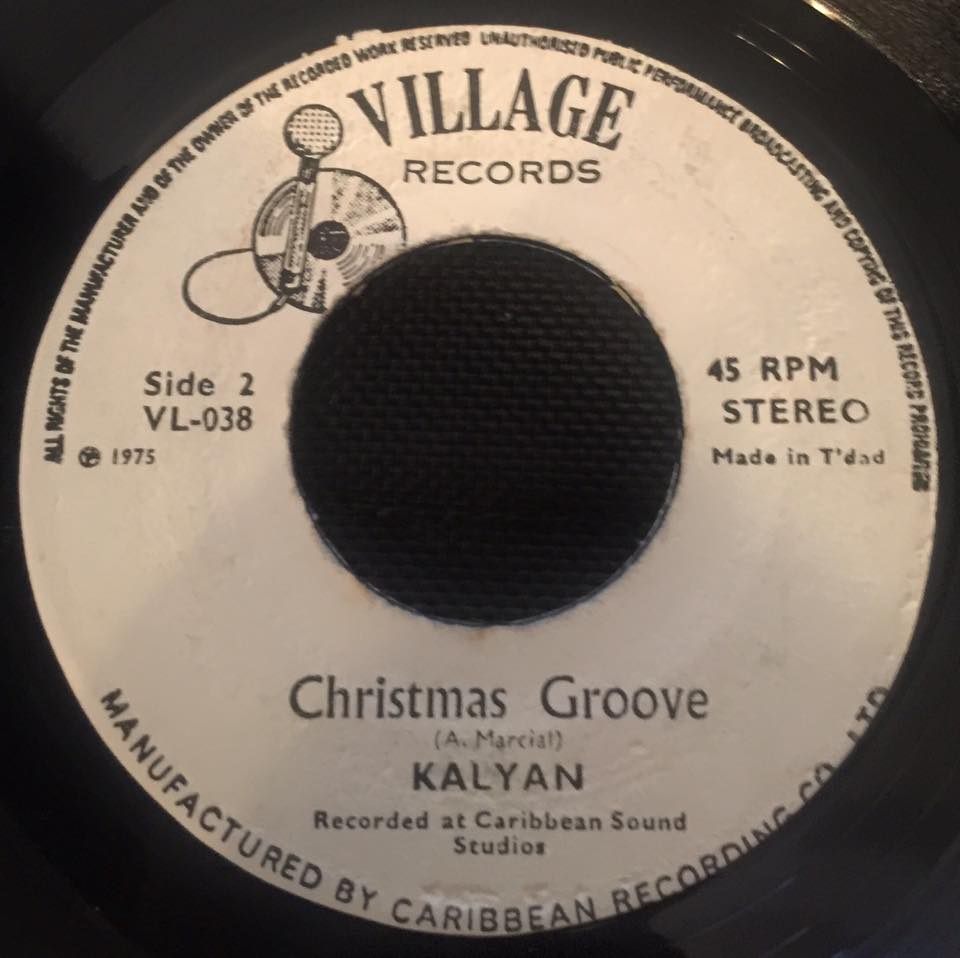 ALL RIGHTS OF THE MANUFACTURER AND OF THE OWNER OF THE RECORDED WORK RESERVED UNAUTHORISED PUBLIC PERFORMANCE BROADCASTING AND COPYING OF THIS RECORD PROHIBITED
VILLAGE
RECORDS
Side 2
VL-038
℗ 1975
45 RPM
STEREO
Made in T'dad
Christmas Groove
(A. Marcial)
KALYAN
Recorded at Caribbean Sound
Studios
MANUFACTURED BY CARIBBEAN RECORDING CO. LTD